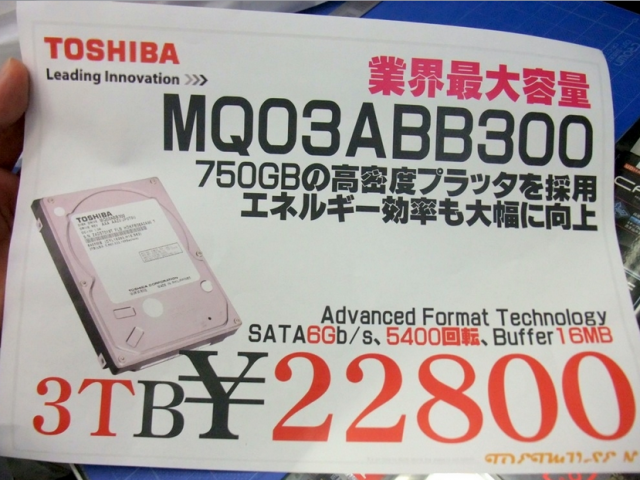 TOSHIBA
Leading Innovation >>>
業界最大容量
MQ03ABB300
750GBの高密度プラッタを採用
エネルギー効率も大幅に向上
TOSHIBA
Advanced Format Technology
SATA6Gb/s、5400回転、Buffer16MB
3TB¥22800